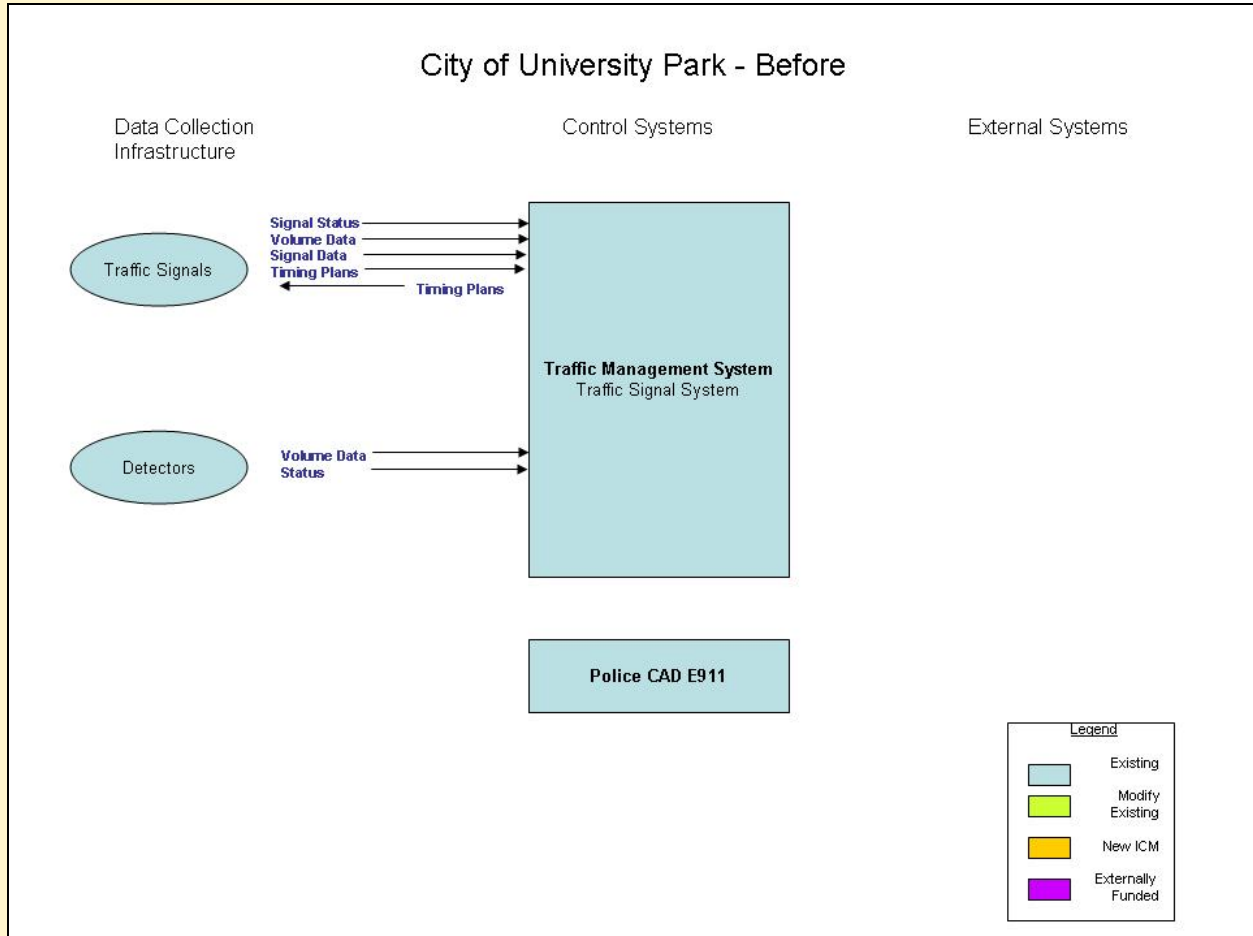 City of University Park - Before
Data Collection
Infrastructure
Control Systems
External Systems
Traffic Signals
Signal Status
Volume Data
Signal Data
Timing Plans
Timing Plans
Traffic Management System
Traffic Signal System
Detectors
Volume Data
Status
Police CAD E911
Legend
Existing
Modify
Existing
New ICM
Externally
Funded